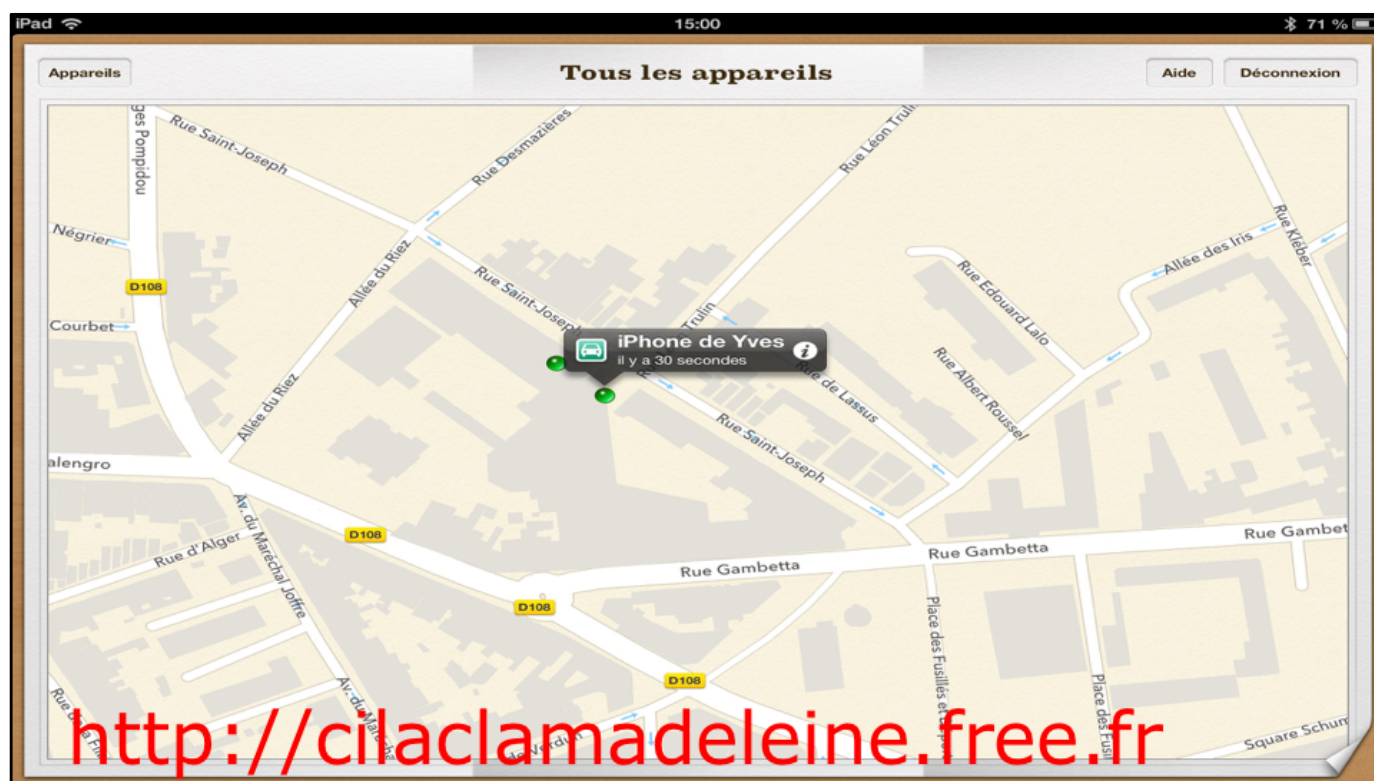 iPad 15:00 71 %
Appareils Tous les appareils Aide Déconnexion
ges Pompidou
Rue Saint-Joseph
Rue Desmazières
Rue Léon Trulin
Négrier
Allée du Riez
Rue Saint-Joseph
Rue Edouard Lalo
Allée des Iris
Rue Kléber
D108
Courbet
iPhone de Yves
il y a 30 secondes
Trulin
Rue de Lassus
Rue Albert Roussel
Allée du Riez
Rue Saint-Joseph
alengro
Av. du Maréchal Joffre
Rue d'Alger
D108
Rue Gambetta
Rue Gambetta
Rue Gambet
D108
Place des Fusillés et
D108
Place des Fusi
Av. du Maréchal
de Verdun
Square Schum
http://cilaclamadeleine.free.fr